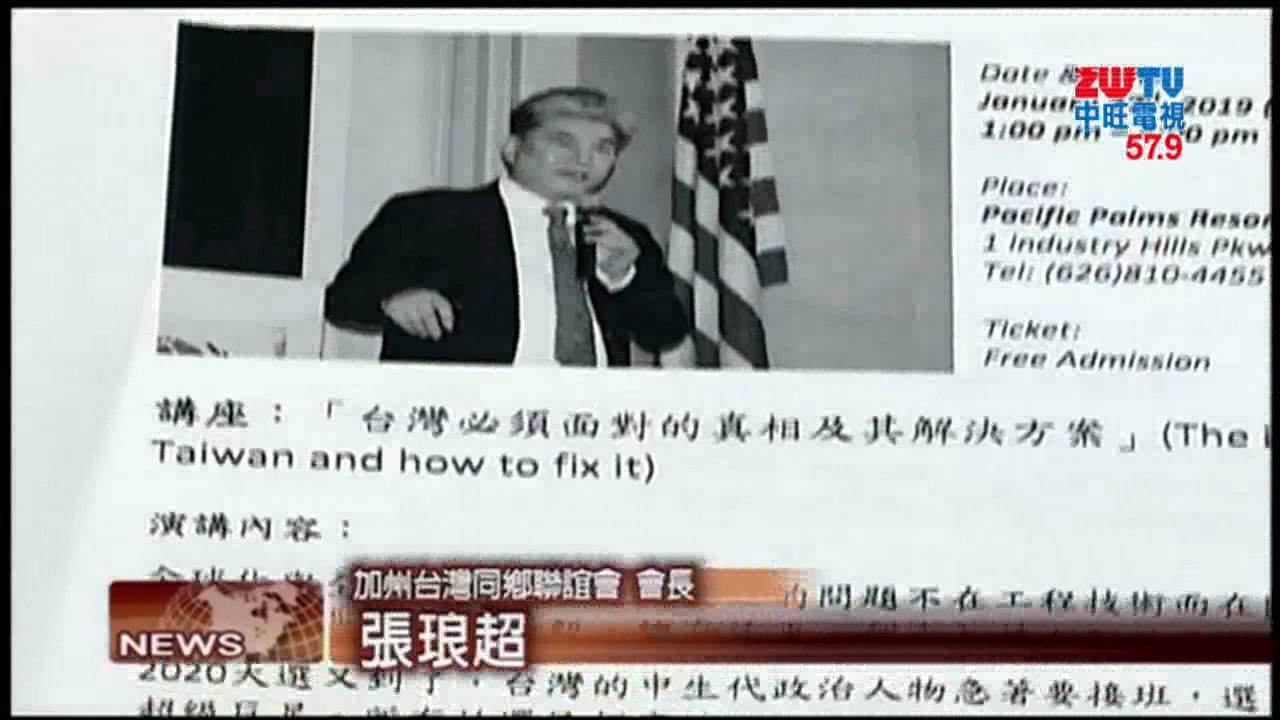 Date &
ZWTV
Januar 2019
中旺電視
1:00 pm – 0 pm
57.9
Place:
Pacific Palms Resor
1 Industry Hills Pkw
Tel: (626)810-4455
Ticket:
Free Admission
講座：「台灣必須面對的真相及其解決方案」(The
Taiwan and how to fix it)
演講內容：
加州台灣同鄉聯誼會 會長
問題不在工程技術而在
NEWS
張琅超
2020大選又到了，台灣的中生代政治人物急著要接班，選